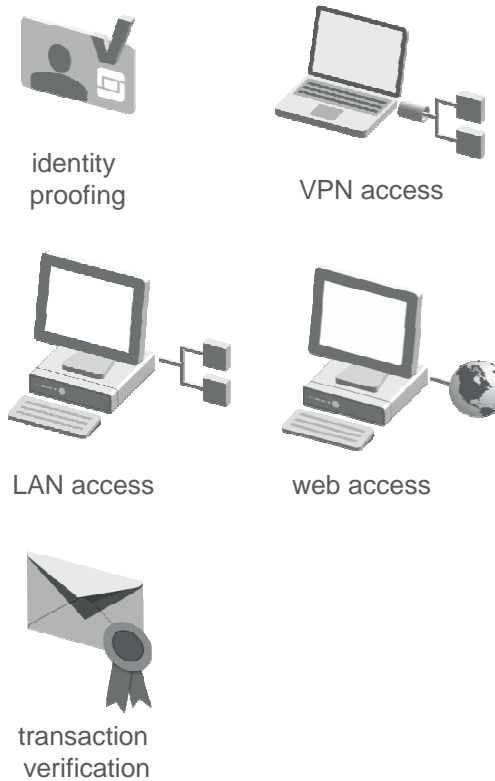 identity
proofing
VPN access
LAN access
web access
transaction
verification